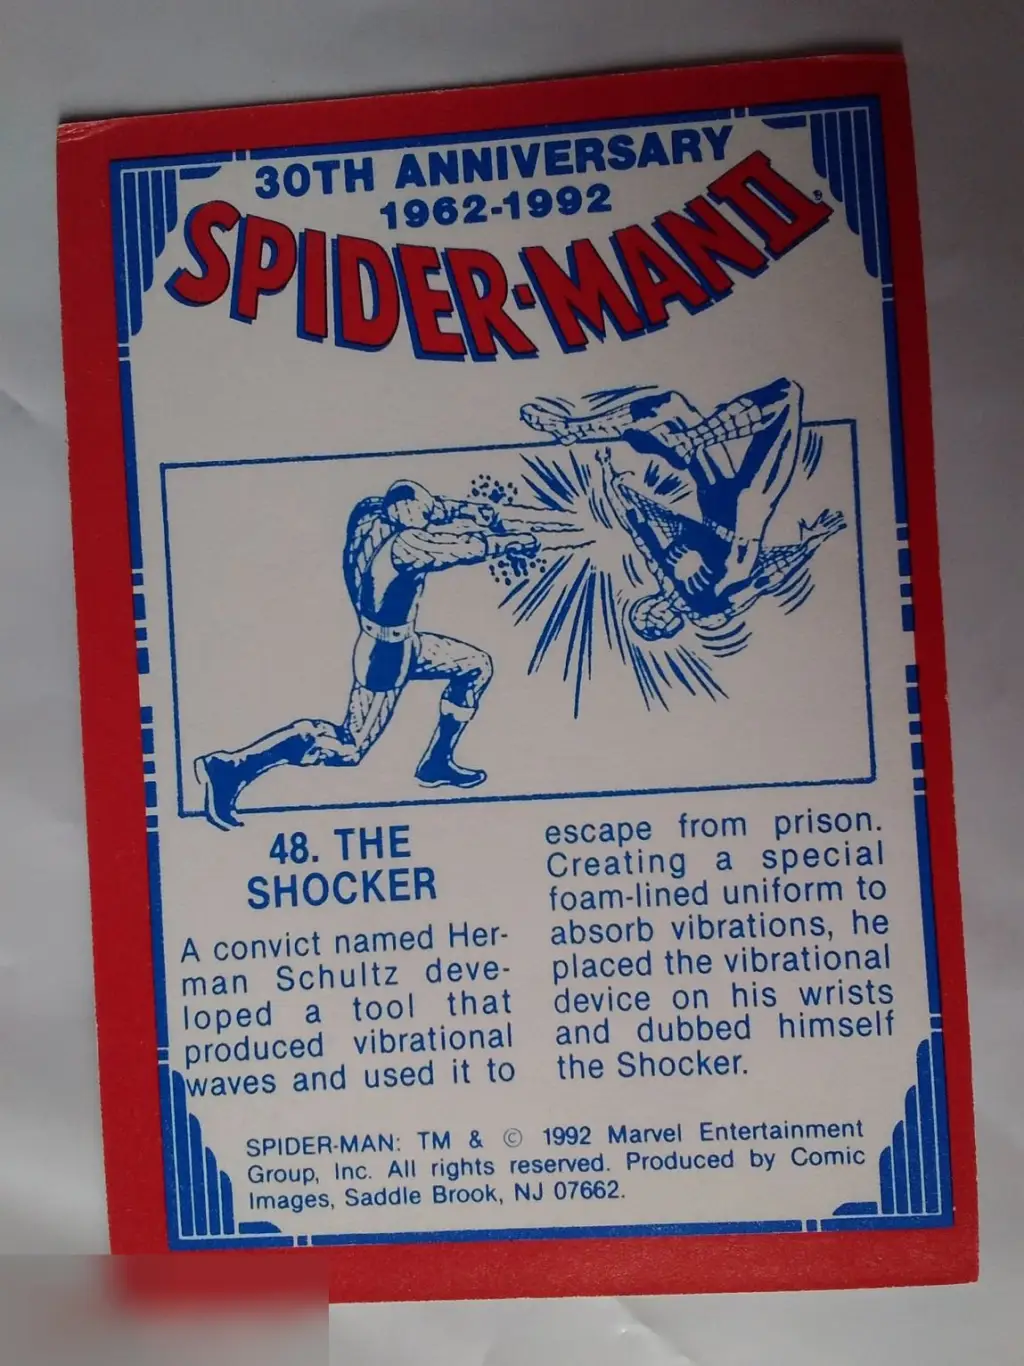 30TH ANNIVERSARY
1962-1992
SPIDER-MAN II®
48. THE
SHOCKER
A convict named Her-
man Schultz deve-
loped a tool that
produced vibrational
waves and used it to
escape from prison.
Creating a special
foam-lined uniform to
absorb vibrations, he
placed the vibrational
device on his wrists
and dubbed himself
the Shocker.
SPIDER-MAN: TM & © 1992 Marvel Entertainment
Group, Inc. All rights reserved. Produced by Comic
Images, Saddle Brook, NJ 07662.